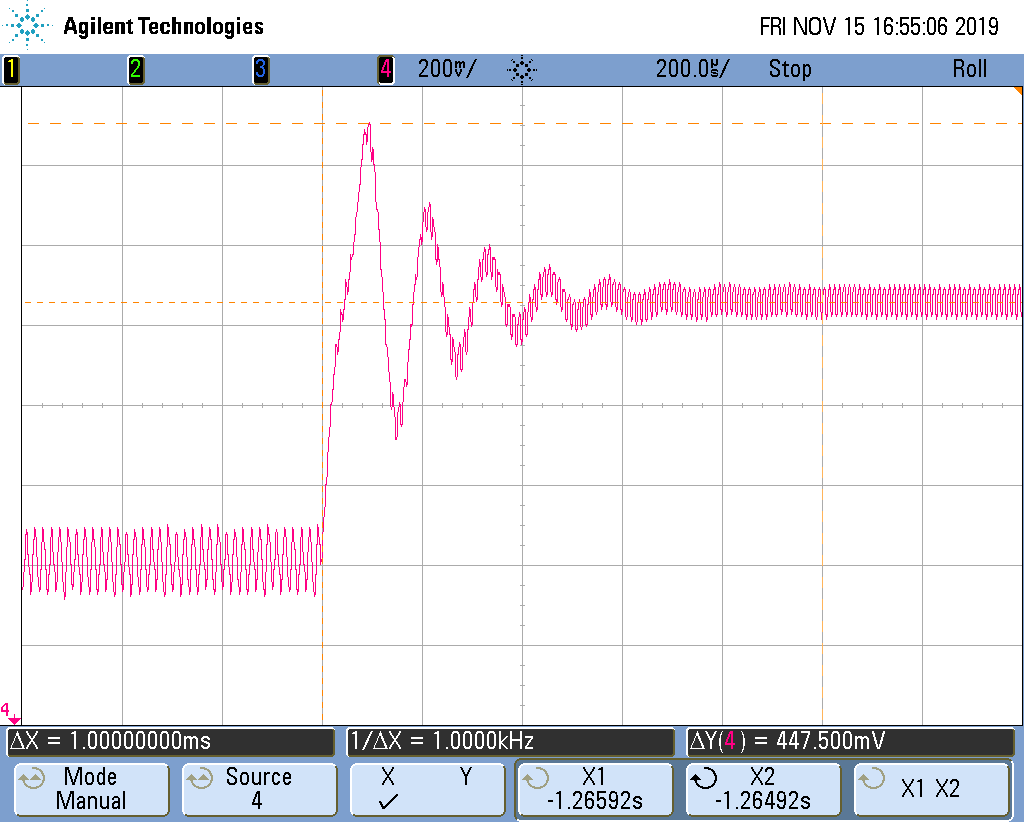 Agilent Technologies FRI NOV 15 16:55:06 2019
1 2 3 4 200mV/ 200.0µs/ Stop Roll
4
ΔX = 1.00000000ms 1/ΔX = 1.0000kHz ΔY(4) = 447.500mV
Mode Source X Y X1 X2 X1 X2
Manual 4 ✓ -1.26592s -1.26492s